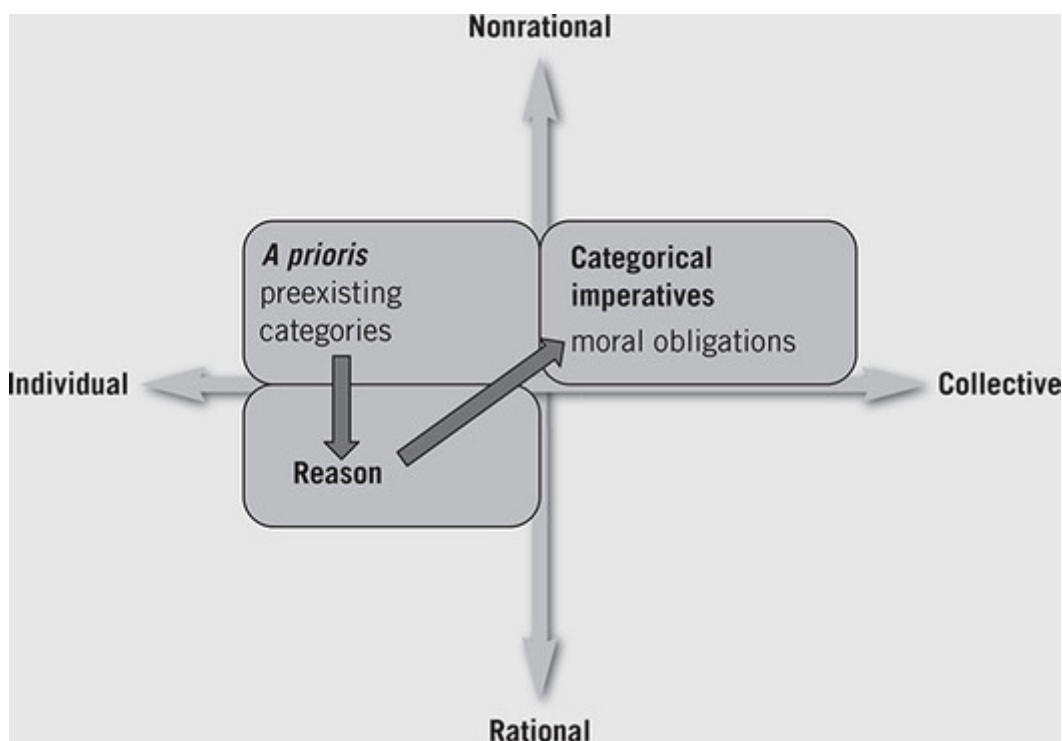 Nonrational
A prioris
preexisting
categories
Categorical
imperatives
moral obligations
Individual
Collective
Reason
Rational